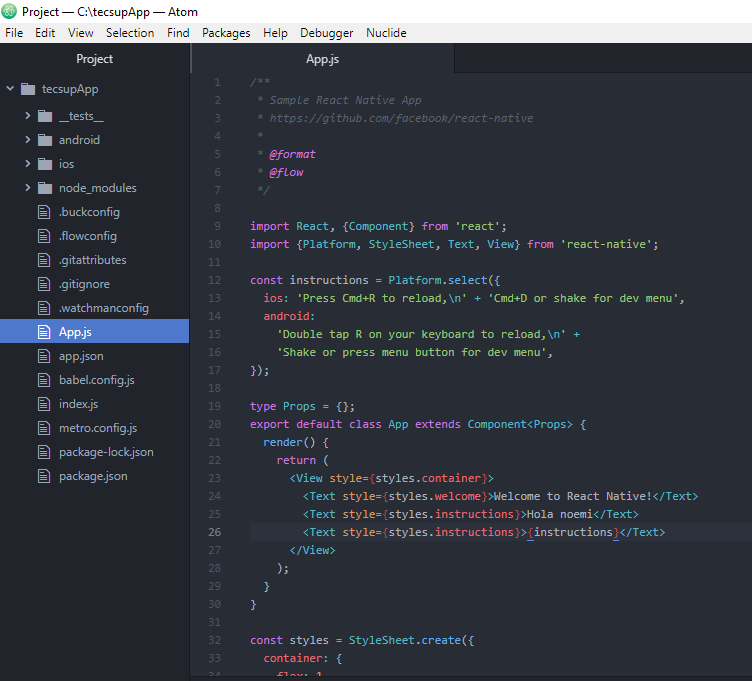 Project — C:\tecsupApp — Atom
File Edit View Selection Find Packages Help Debugger Nuclide
Project
tecsupApp
__tests__
android
ios
node_modules
.buckconfig
.flowconfig
.gitattributes
.gitignore
.watchmanconfig
App.js
app.json
babel.config.js
index.js
metro.config.js
package-lock.json
package.json
App.js
1 /**
2 * Sample React Native App
3 * https://github.com/facebook/react-native
4 *
5 * @format
6 * @flow
7 */
8
9 import React, {Component} from 'react';
10 import {Platform, StyleSheet, Text, View} from 'react-native';
11
12 const instructions = Platform.select({
13 ios: 'Press Cmd+R to reload,\n' + 'Cmd+D or shake for dev menu',
14 android:
15 'Double tap R on your keyboard to reload,\n' +
16 'Shake or press menu button for dev menu',
17 });
18
19 type Props = {};
20 export default class App extends Component<Props> {
21 render() {
22 return (
23 <View style={styles.container}>
24 <Text style={styles.welcome}>Welcome to React Native!</Text>
25 <Text style={styles.instructions}>Hola noemi</Text>
26 <Text style={styles.instructions}>{instructions}</Text>
27 </View>
28 );
29 }
30 }
31
32 const styles = StyleSheet.create({
33 container: {
34 flex: 1